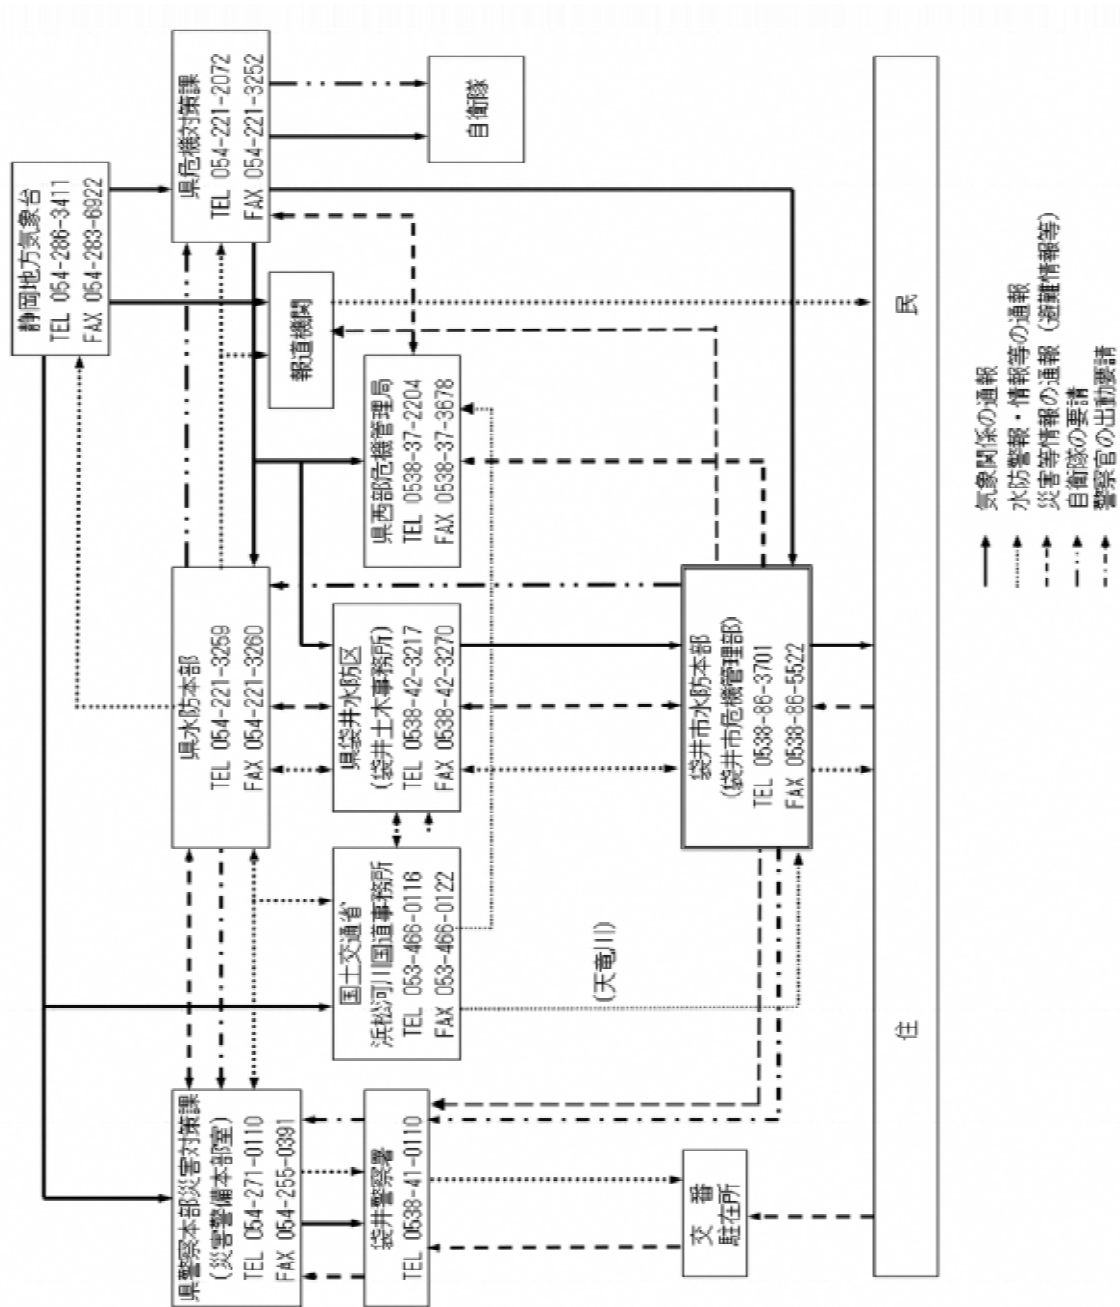 静岡地方気象台
TEL 054-286-3411
FAX 054-283-6922
県警察本部災害対策課
(災害警備本部室)
TEL 054-271-0110
FAX 054-255-0391
県水防本部
TEL 054-221-3259
FAX 054-221-3260
県危機対策課
TEL 054-221-2072
FAX 054-221-3252
報道機関
国土交通省
浜松河川国道事務所
TEL 053-466-0116
FAX 053-466-0122
県袋井水防区
(袋井土木事務所)
TEL 0538-42-3217
FAX 0538-42-3270
県西部危機管理局
TEL 0538-37-2204
FAX 0538-37-3678
自衛隊
袋井警察署
TEL 0538-41-0110
(天竜川)
交 番
駐在所
袋井市水防本部
(袋井市危機管理部)
TEL 0538-86-3701
FAX 0538-86-5522
住 民
気象関係の通報
水防警報・情報等の通報
災害等情報の通報(避難情報等)
自衛隊の要請
警察官の出動要請